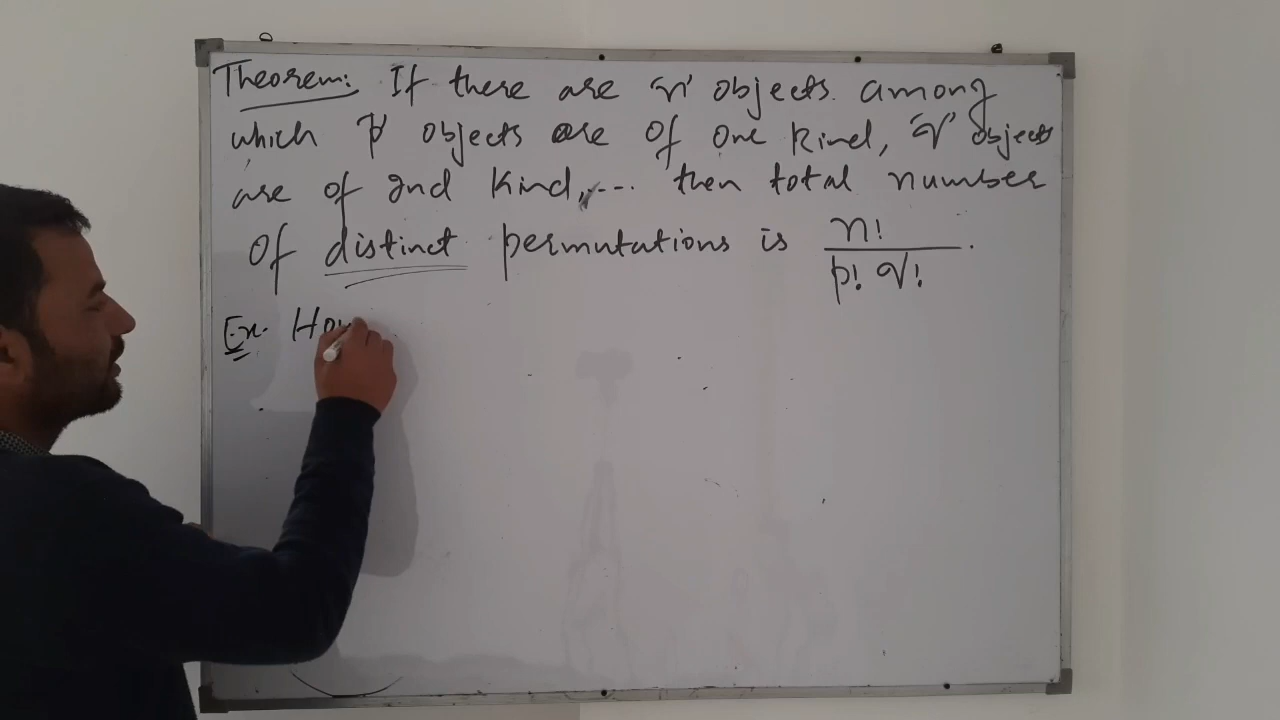 Theorem: If there are 'n' objects among
which 'p' objects are of one kind, 'q' objects
are of 2nd kind, ... then total number
of distinct permutations is n! / p! q! .
Ex. How